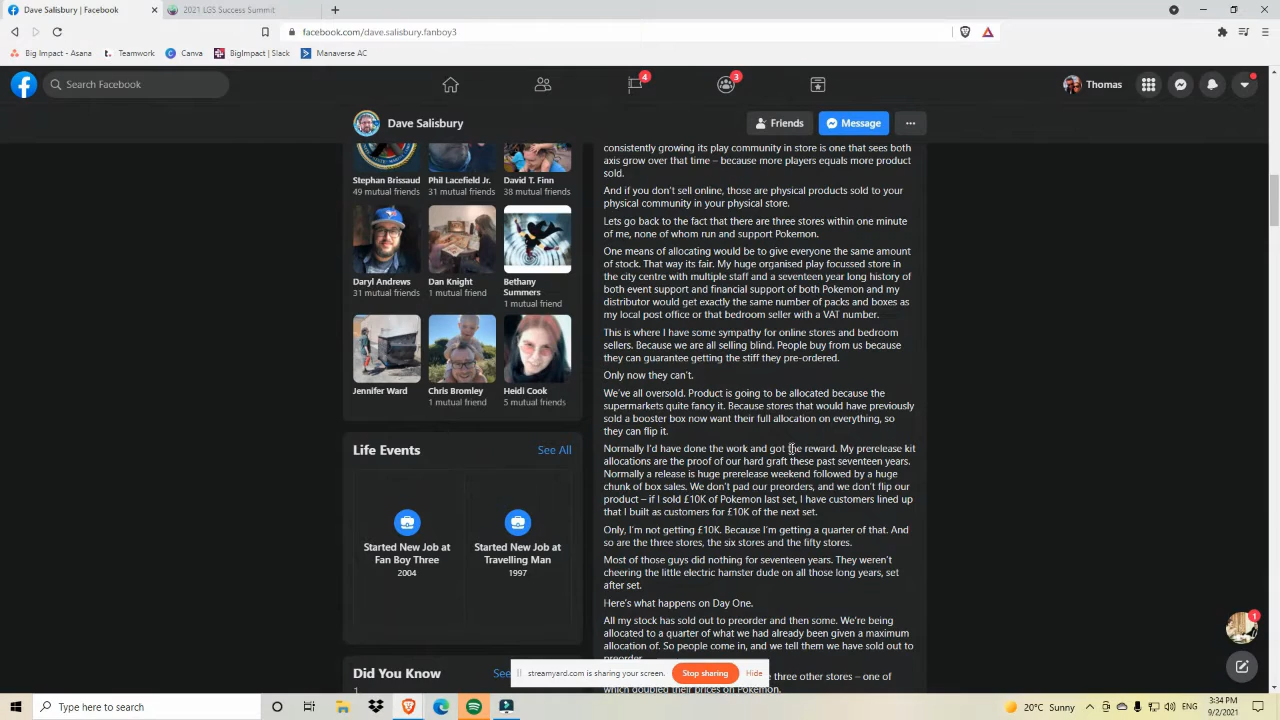 Dave Salisbury
2021 LGS Success Summit
facebook.com/dave.salisbury.fanboy3
Big Impact - Asana
Teamwork
Canva
BigImpact | Slack
Manaverse AC
Search Facebook
4
3
Thomas
Dave Salisbury
Friends
Message
Stephan Brissaud
49 mutual friends
Phil Lacefield Jr.
31 mutual friends
David T. Finn
38 mutual friends
Daryl Andrews
31 mutual friends
Dan Knight
1 mutual friend
Bethany
Summers
1 mutual friend
Jennifer Ward
Chris Bromley
1 mutual friend
Heidi Cook
5 mutual friends
Life Events
See All
Started New Job at
Fan Boy Three
2004
Started New Job at
Travelling Man
1997
Did You Know
See
1
consistently growing its play community in store is one that sees both
axis grow over that time – because more players equals more product
sold.
And if you don't sell online, those are physical products sold to your
physical community in your physical store.
Lets go back to the fact that there are three stores within one minute
of me, none of whom run and support Pokemon.
One means of allocating would be to give everyone the same amount
of stock. That way its fair. My huge organised play focussed store in
the city centre with multiple staff and a seventeen year long history of
both event support and financial support of both Pokemon and my
distributor would get exactly the same number of packs and boxes as
my local post office or that bedroom seller with a VAT number.
This is where I have some sympathy for online stores and bedroom
sellers. Because we are all selling blind. People buy from us because
they can guarantee getting the stiff they pre-ordered.
Only now they can't.
We've all oversold. Product is going to be allocated because the
supermarkets quite fancy it. Because stores that would have previously
sold a booster box now want their full allocation on everything, so
they can flip it.
Normally I'd have done the work and got the reward. My prerelease kit
allocations are the proof of our hard graft these past seventeen years.
Normally a release is huge prerelease weekend followed by a huge
chunk of box sales. We don't pad our preorders, and we don't flip our
product – if I sold £10K of Pokemon last set, I have customers lined up
that I built as customers for £10K of the next set.
Only, I'm not getting £10K. Because I'm getting a quarter of that. And
so are the three stores, the six stores and the fifty stores.
Most of those guys did nothing for seventeen years. They weren't
cheering the little electric hamster dude on all those long years, set
after set.
Here's what happens on Day One.
All my stock has sold out to preorder and then some. We're being
allocated to a quarter of what we had already been given a maximum
allocation of. So people come in, and we tell them we have sold out to
preorder
e three other stores – one of
which doubled their prices on Pokemon.
streamyard.com is sharing your screen.
Stop sharing
Hide
1
Type here to search
20°C Sunny
ENG
3:34 PM
9/2/2021